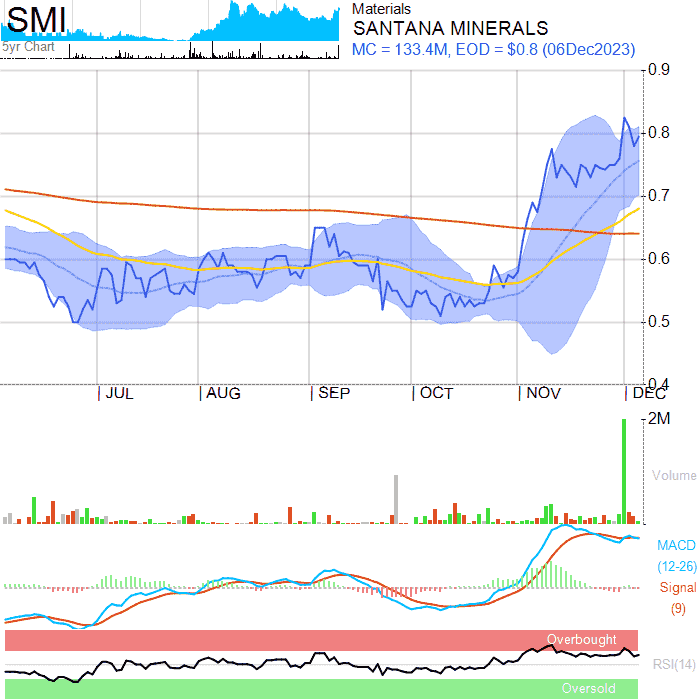 SMI
5yr Chart
Materials
SANTANA MINERALS
MC = 133.4M, EOD = $0.8 (06Dec2023)
0.9
0.8
0.7
0.6
0.5
0.4
JUL AUG SEP OCT NOV DEC
2M
Volume
MACD
(12-26)
Signal
(9)
Overbought
RSI(14)
Oversold